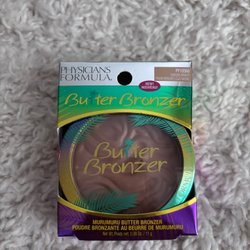 PHYSICIANS
FORMULA
Butter Bronzer
Butter
Bronzer
MURUMURU BUTTER BRONZER
POUDRE BRONZANTE AU BEURRE DE MURUMURU